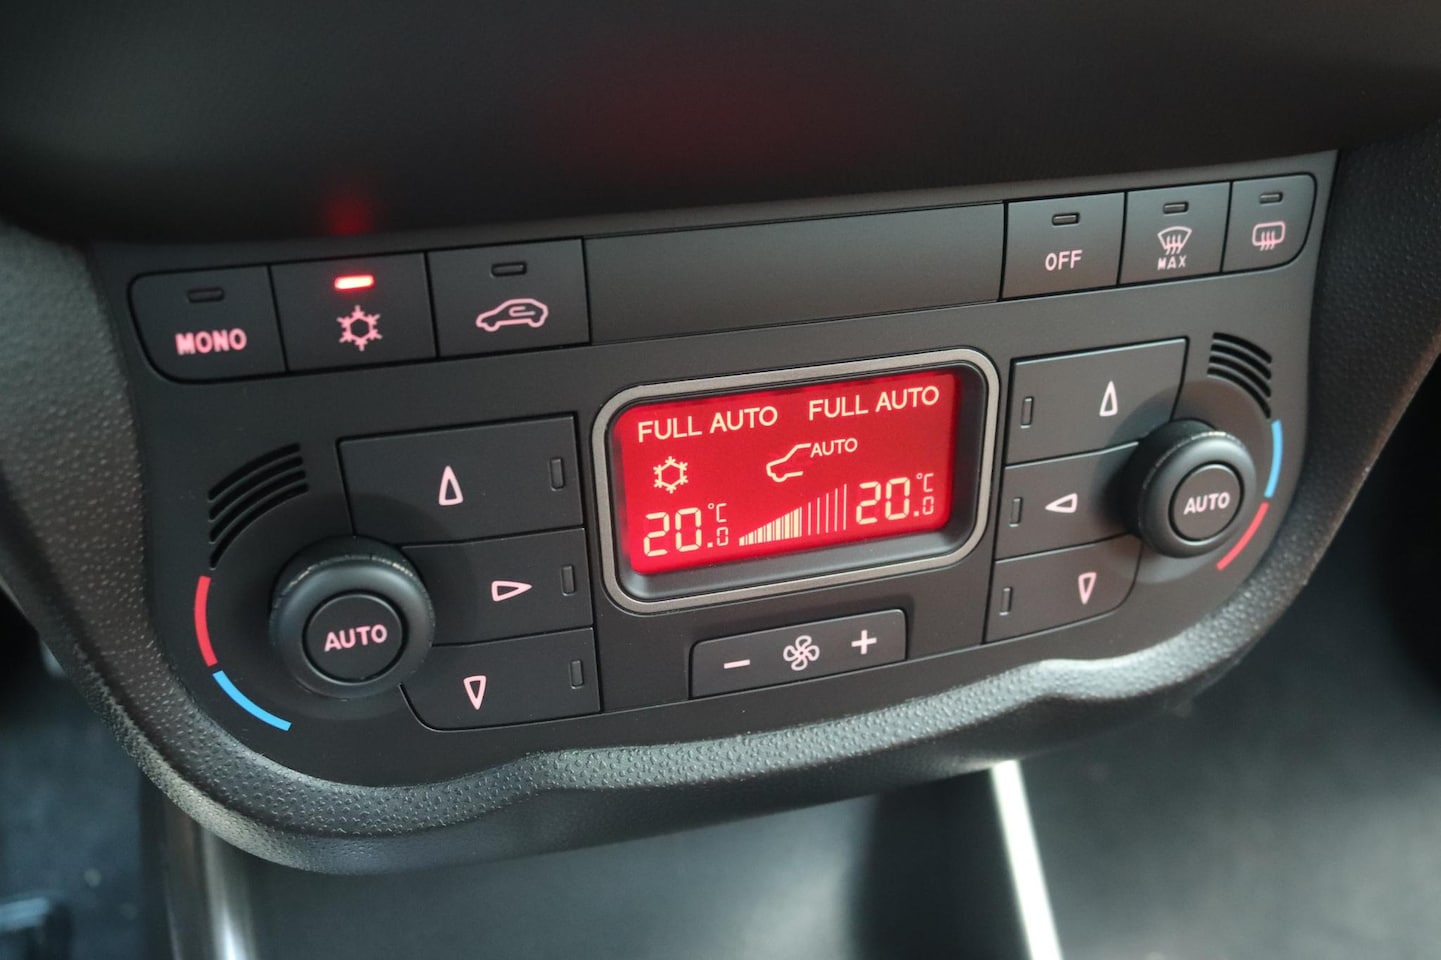 MONO
OFF
MAX
FULL AUTO FULL AUTO
AUTO
20.0 °C 20.0 °C
AUTO
AUTO
- +